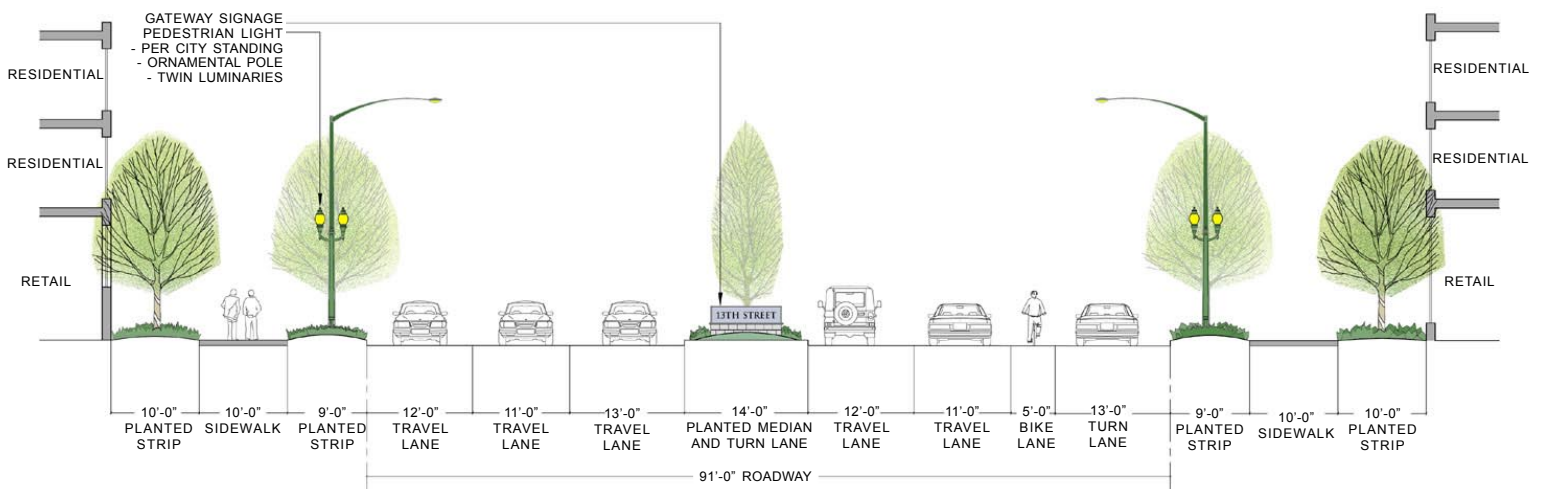 GATEWAY SIGNAGE
PEDESTRIAN LIGHT
- PER CITY STANDING
- ORNAMENTAL POLE
- TWIN LUMINARIES
RESIDENTIAL
RESIDENTIAL
RETAIL
RESIDENTIAL
RESIDENTIAL
RETAIL
13TH STREET
10'-0"
PLANTED
STRIP
10'-0"
SIDEWALK
9'-0"
PLANTED
STRIP
12'-0"
TRAVEL
LANE
11'-0"
TRAVEL
LANE
13'-0"
TRAVEL
LANE
14'-0"
PLANTED MEDIAN
AND TURN LANE
12'-0"
TRAVEL
LANE
11'-0"
TRAVEL
LANE
5'-0"
BIKE
LANE
13'-0"
TURN
LANE
9'-0"
PLANTED
STRIP
10'-0"
SIDEWALK
10'-0"
PLANTED
STRIP
91'-0" ROADWAY